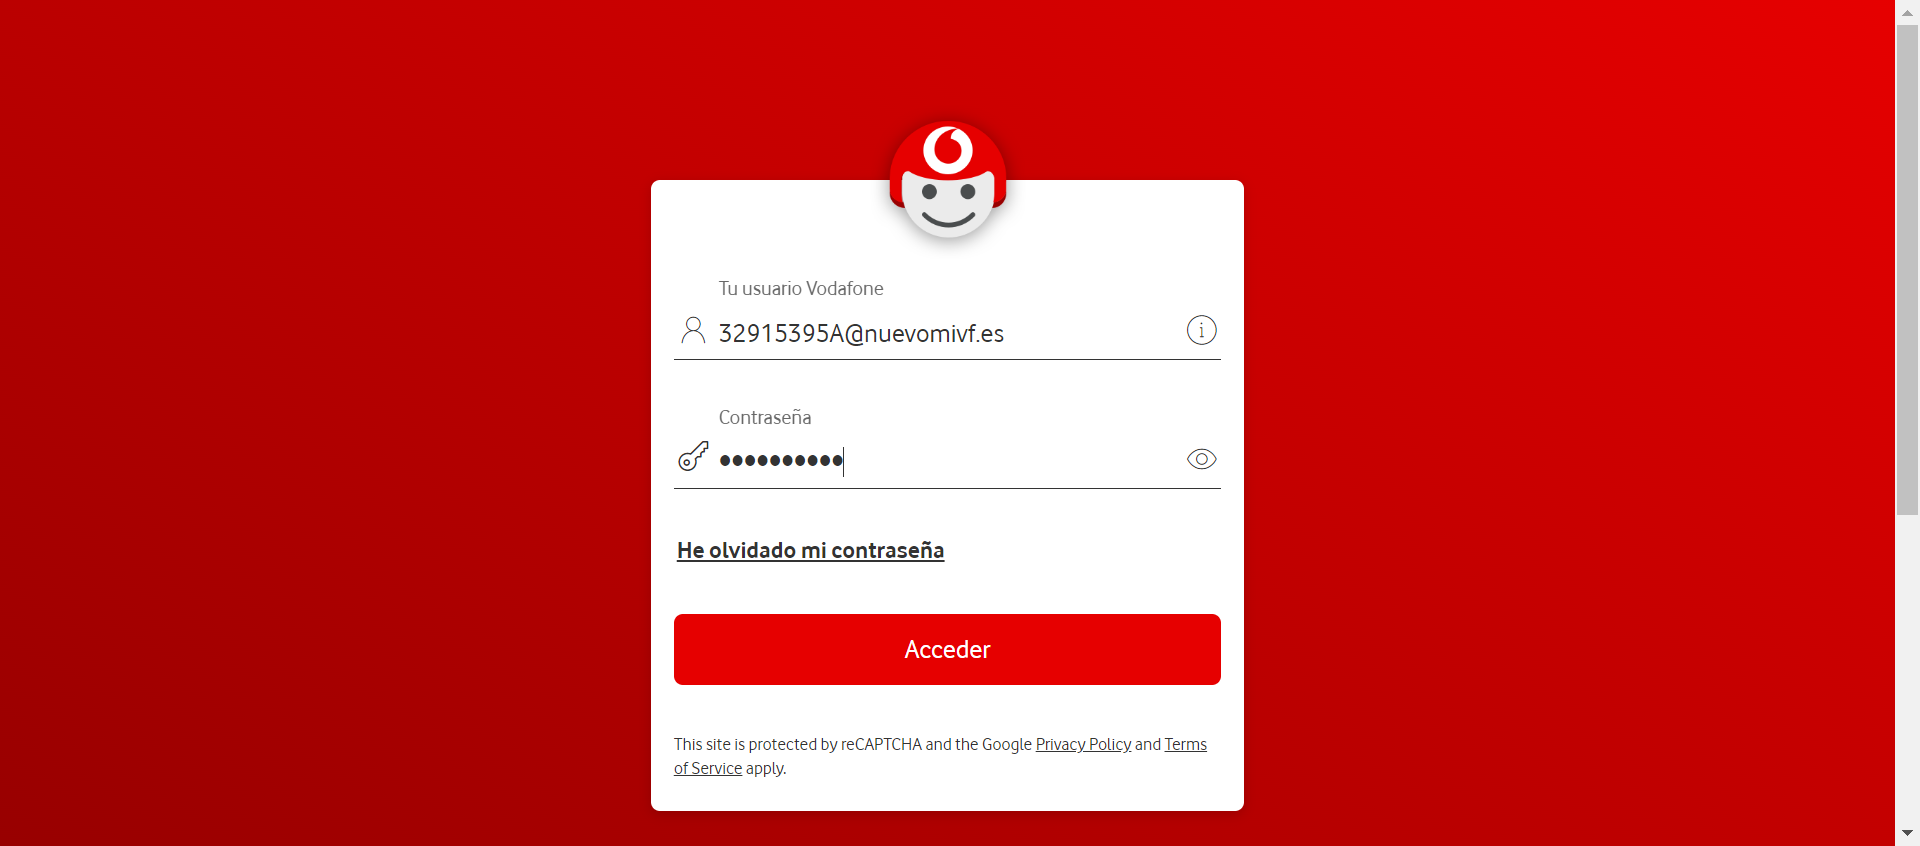 Tu usuario Vodafone
32915395A@nuevomivf.es
Contraseña
••••••••••
He olvidado mi contraseña
Acceder
This site is protected by reCAPTCHA and the Google Privacy Policy and Terms
of Service apply.